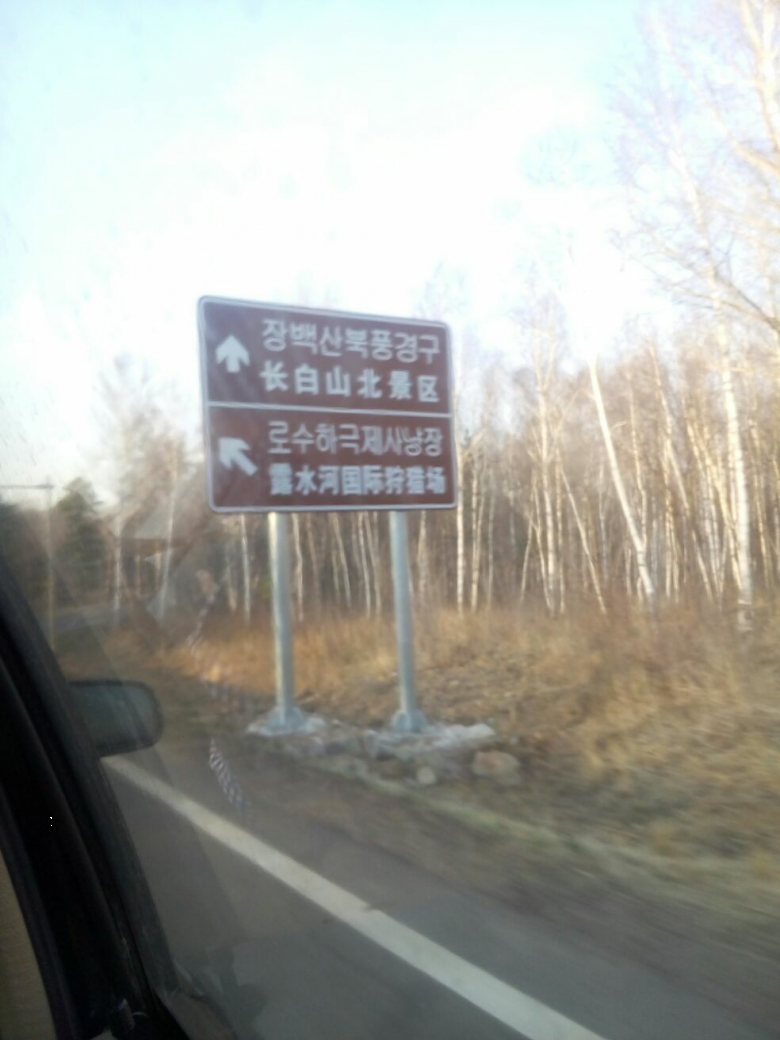 장백산북풍경구
长白山北景区
로수하국제사냥장
露水河国际狩猎场